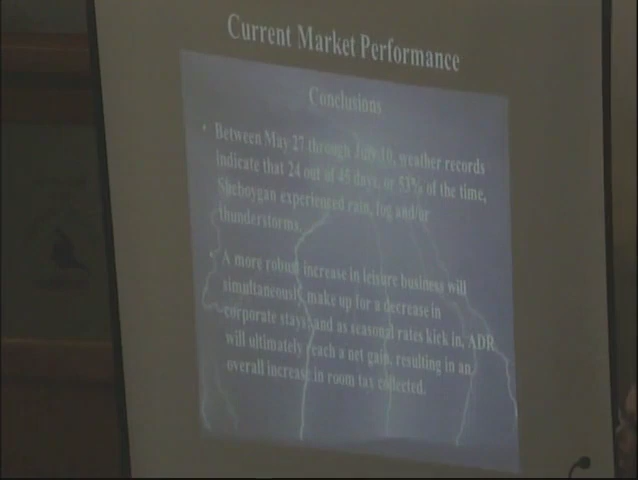 Current Market Performance
Conclusions
• Between May 27 through July 10, weather records
indicate that 24 out of 45 days, or 53% of the time,
Sheboygan experienced rain, fog and/or
thunderstorms.
• A more robust increase in leisure business will
simultaneously make up for a decrease in
corporate stays, and as seasonal rates kick in, ADR
will ultimately reach a net gain, resulting in an
overall increase in room tax collected.